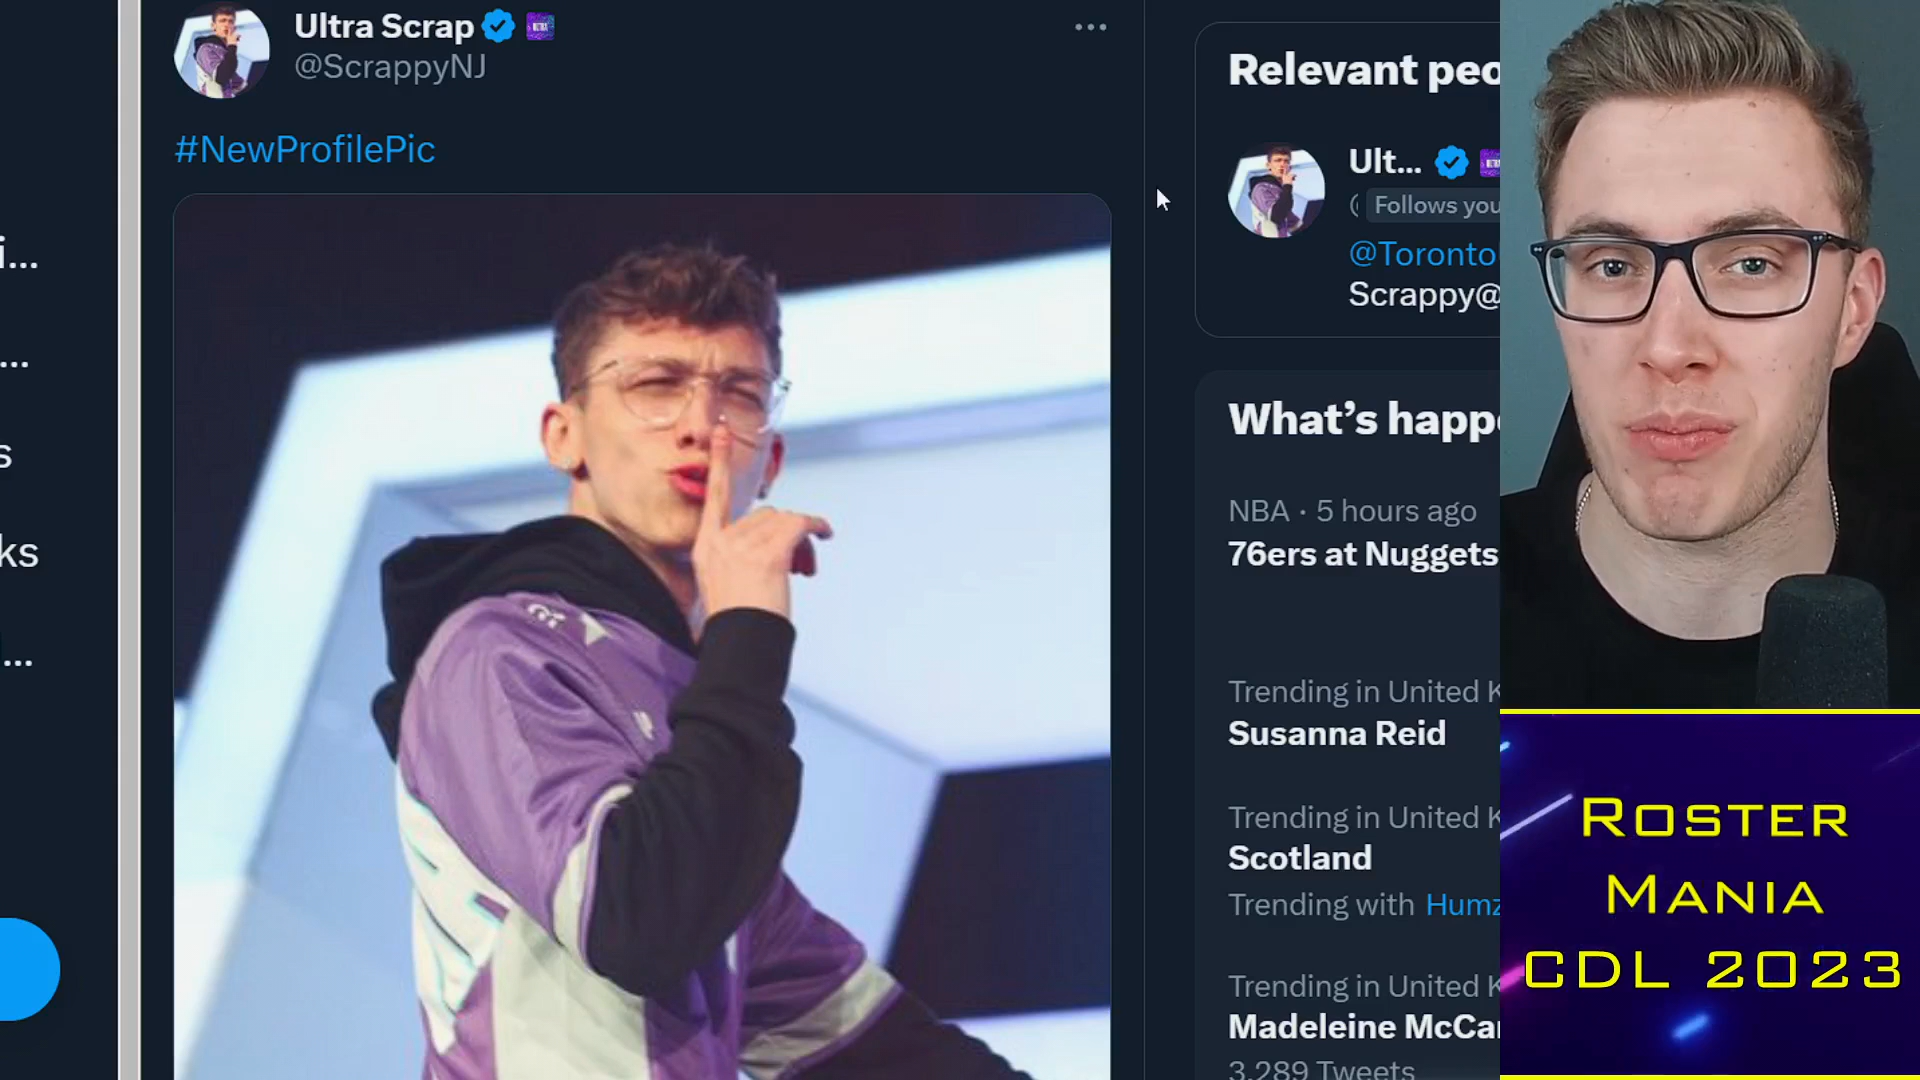 Ultra Scrap
@ScrappyNJ
#NewProfilePic
i...
...
s
ks
...
Relevant peo
Ult...
Follows you
@Toronto
Scrappy@
What's happ
NBA · 5 hours ago
76ers at Nuggets
Trending in United K
Susanna Reid
Trending in United K
Scotland
Trending with Humz
Trending in United K
Madeleine McCa
3,289 Tweets
Roster
Mania
CDL 2023